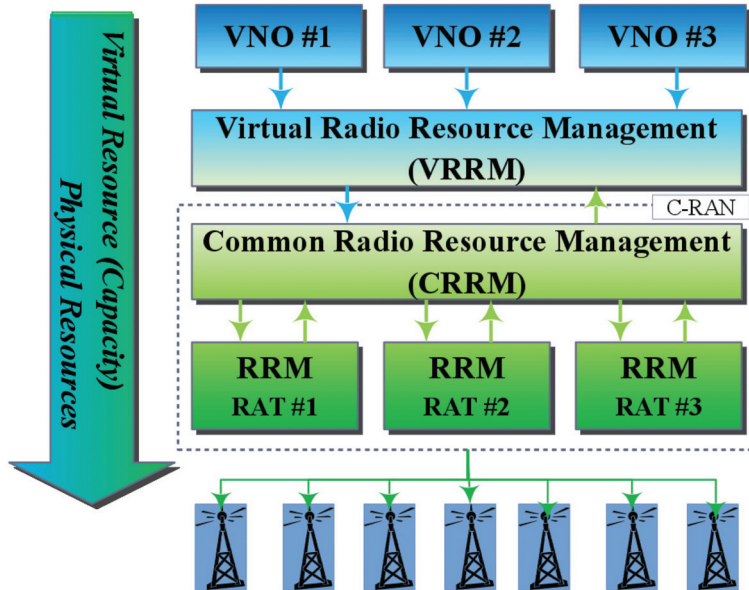 VNO #1
VNO #2
VNO #3
Virtual Resource (Capacity)
Physical Resources
Virtual Radio Resource Management
(VRRM)
C-RAN
Common Radio Resource Management
(CRRM)
RRM
RAT #1
RRM
RAT #2
RRM
RAT #3